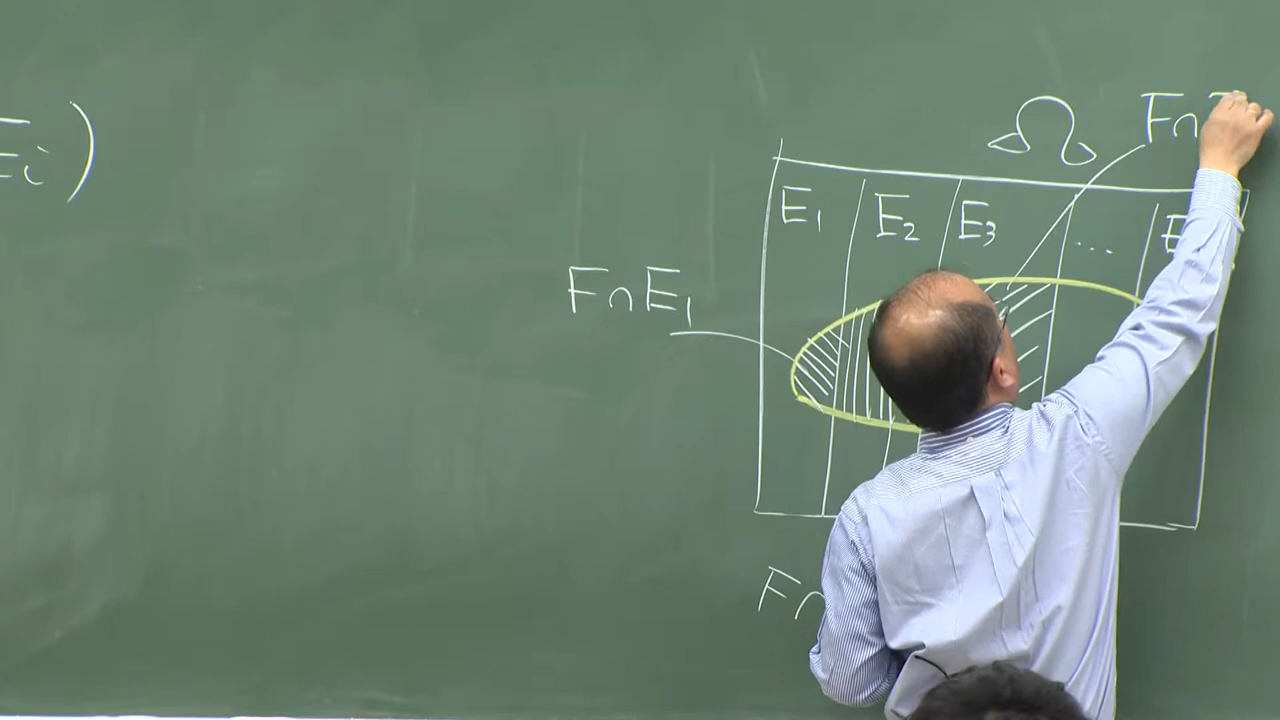 Ei )
Ω
F∩
E₁ E₂ E₃ ...
F∩E₁
F∩